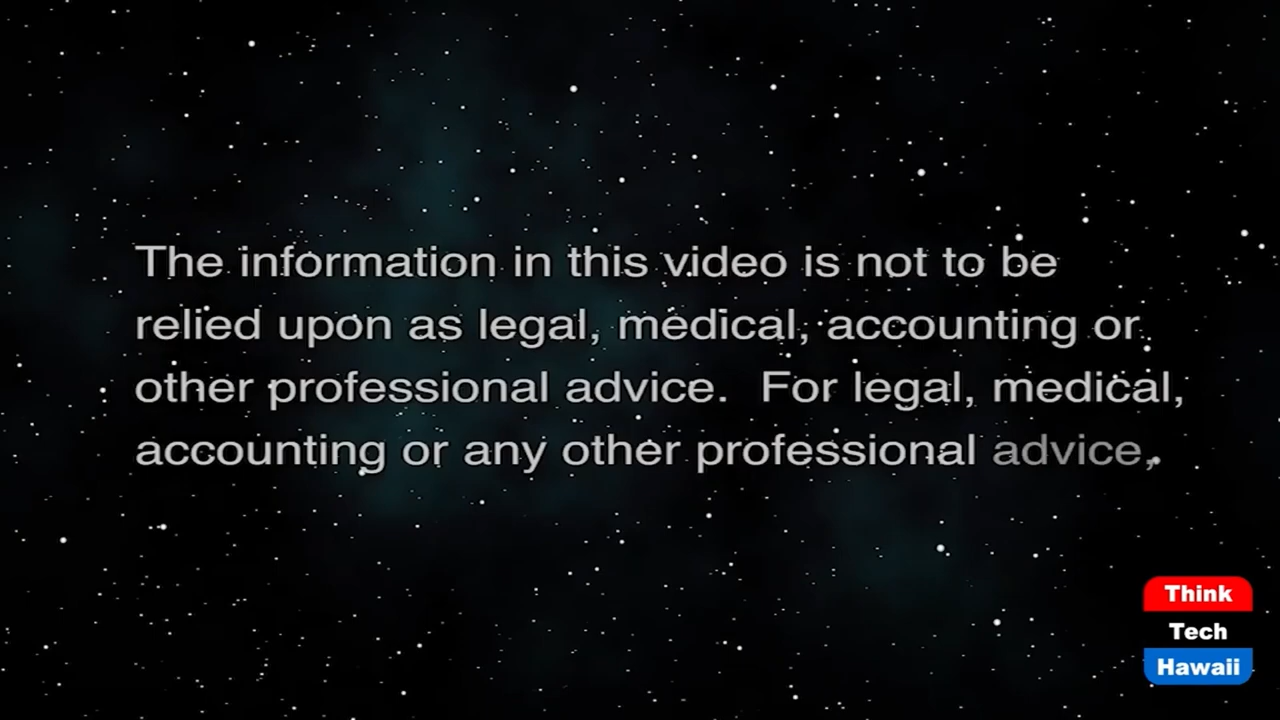 The information in this video is not to be
relied upon as legal, medical, accounting or
other professional advice.  For legal, medical,
accounting or any other professional advice,
Think
Tech
Hawaii